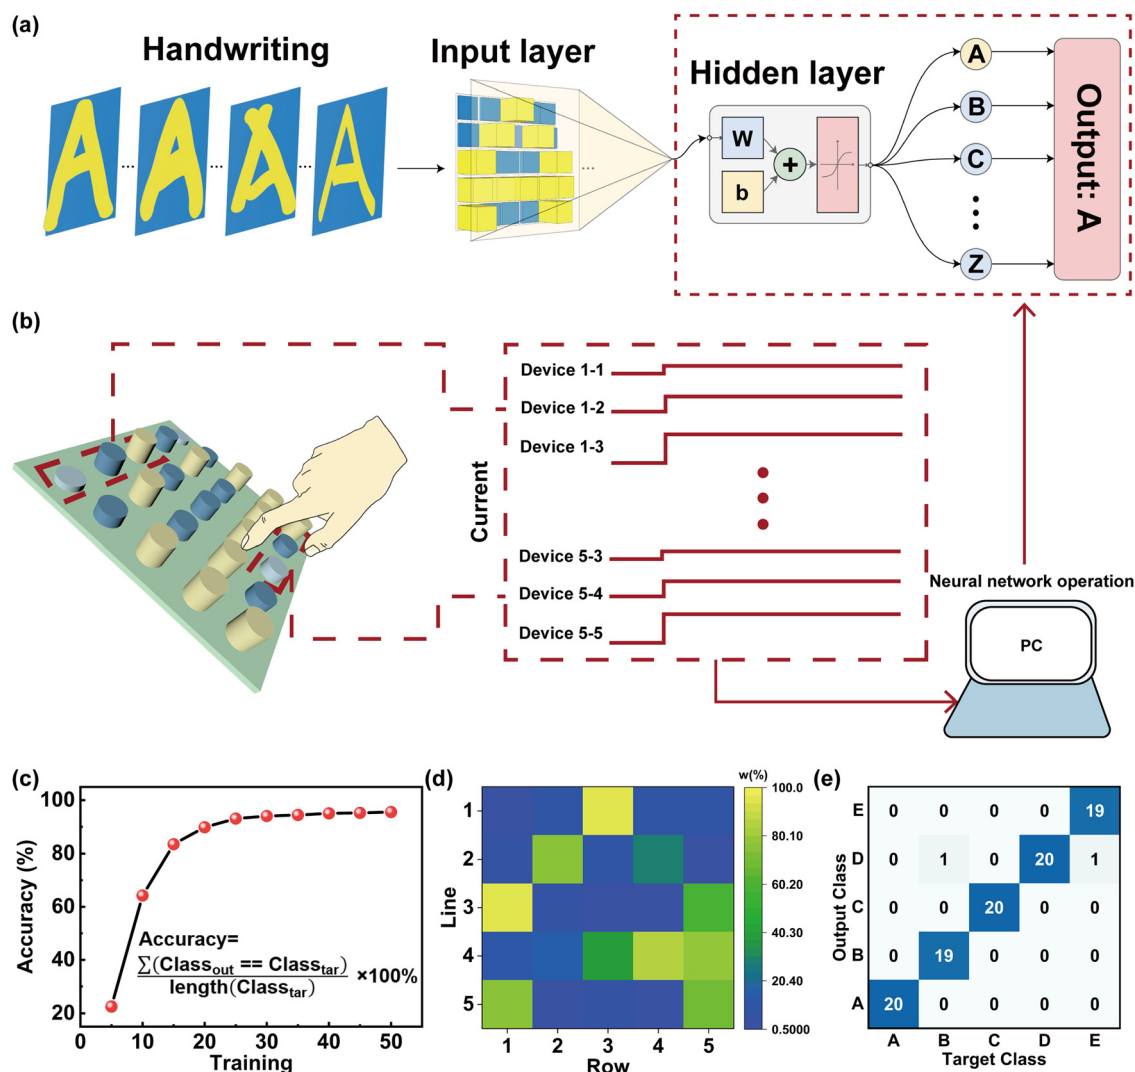 (a)
Handwriting
Input layer
Hidden layer
W
b
+
A
B
C
Z
Output: A
(b)
Current
Device 1-1
Device 1-2
Device 1-3
Device 5-3
Device 5-4
Device 5-5
Neural network operation
PC
(c)
Accuracy (%)
100
80
60
40
20
Accuracy=
∑(Class_out == Class_tar)
length(Class_tar)
×100%
10 20 30 40 50
Training
(d)
Line
1
2
3
4
5
1 2 3 4 5
Row
w(%)
100.0
80.10
60.20
40.30
20.40
0.5000
(e)
Output Class
E 0 0 0 0 19
D 0 1 0 20 1
C 0 0 20 0 0
B 0 19 0 0 0
A 20 0 0 0 0
A B C D E
Target Class